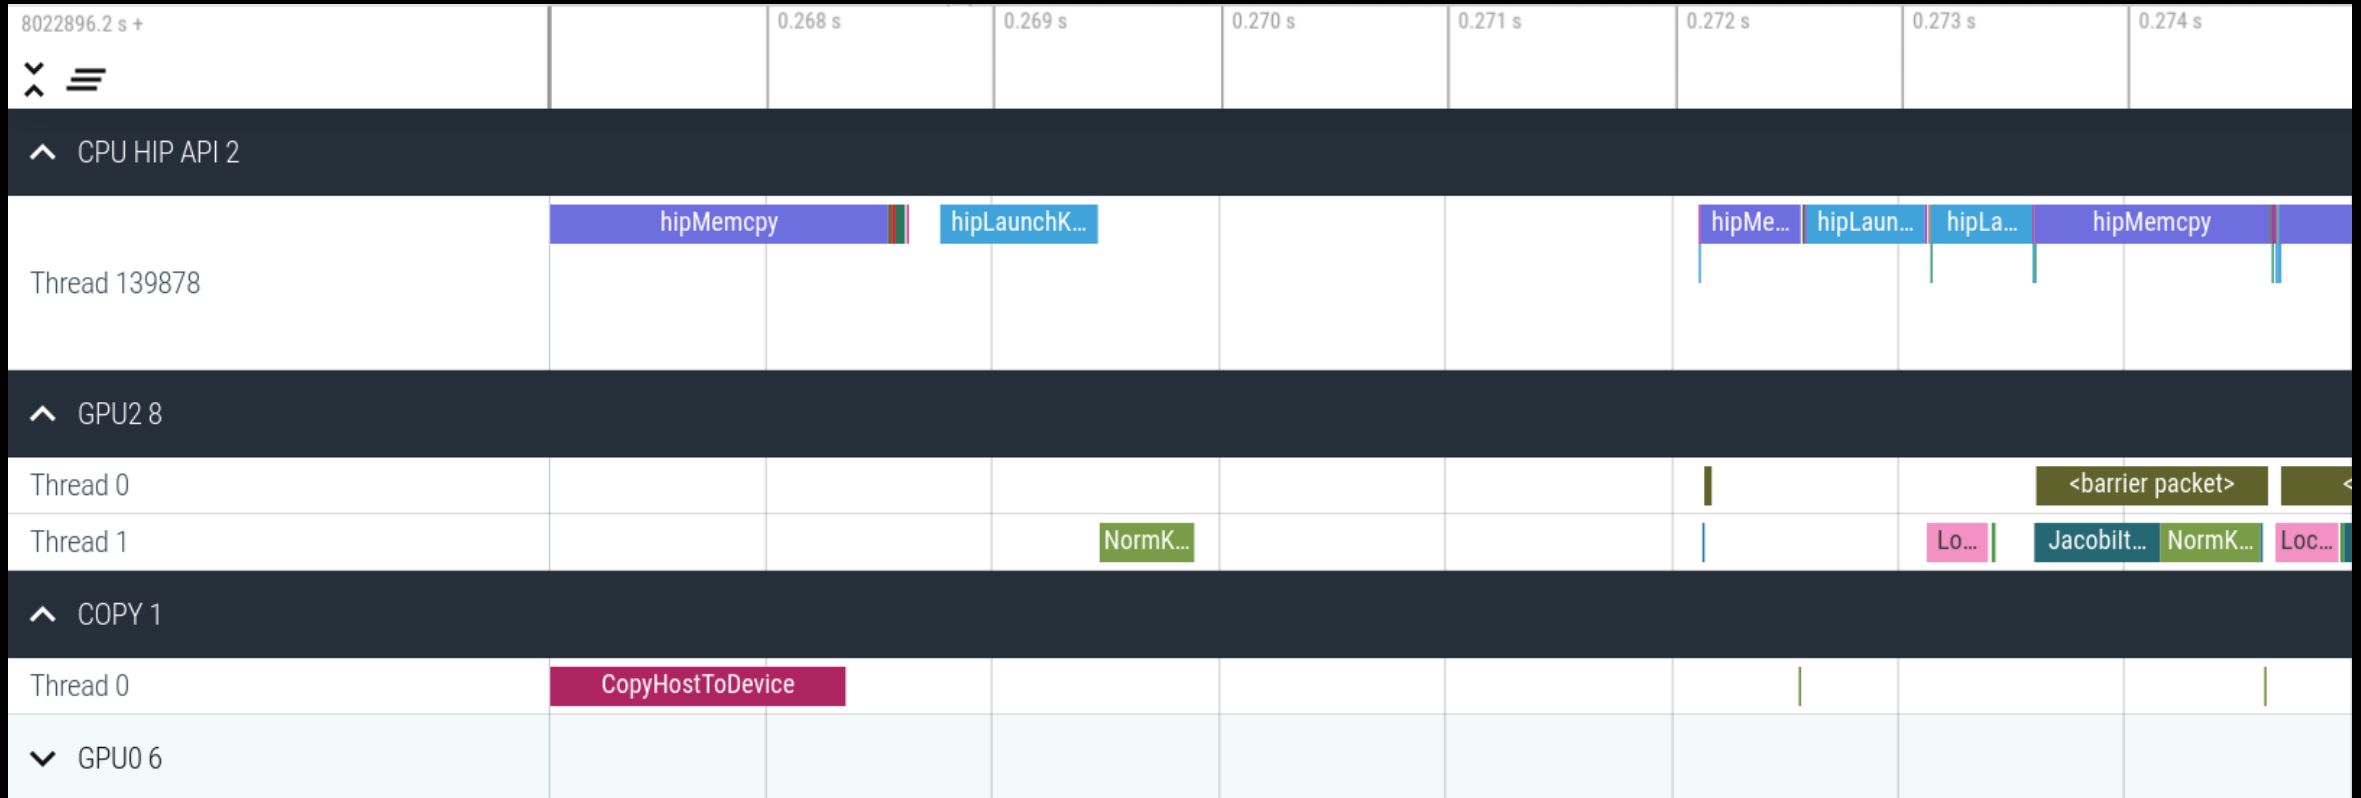 8022896.2 s +
0.268 s 0.269 s 0.270 s 0.271 s 0.272 s 0.273 s 0.274 s
CPU HIP API 2
Thread 139878
hipMemcpy hipLaunchK... hipMe... hipLaun... hipLa... hipMemcpy
GPU2 8
Thread 0 <barrier packet> <
Thread 1 NormK... Lo... Jacobilt... NormK... Loc...
COPY 1
Thread 0 CopyHostToDevice
GPU0 6